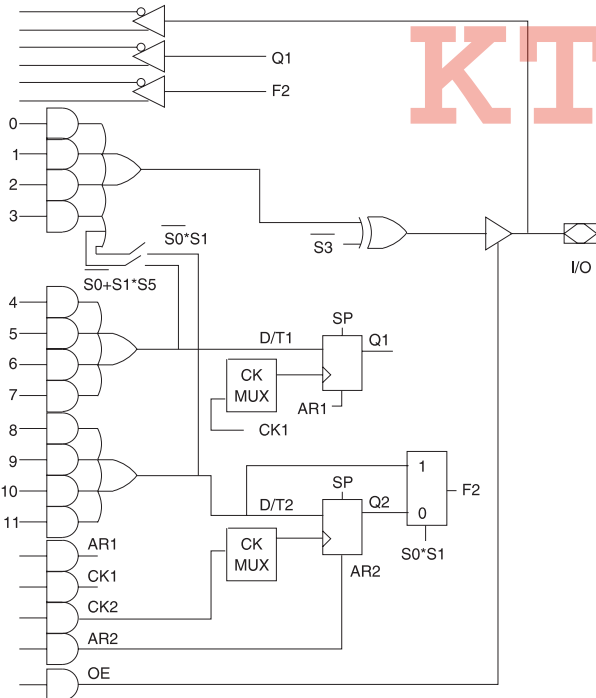 KT
Q1
F2
0
1
2
3
S0*S1
S3
I/O
S0+S1*S5
4
5
6
7
SP
D/T1
Q1
CK
MUX
AR1
CK1
8
9
10
11
1
F2
SP
D/T2
Q2
0
CK
MUX
AR2
S0*S1
AR1
CK1
CK2
AR2
OE